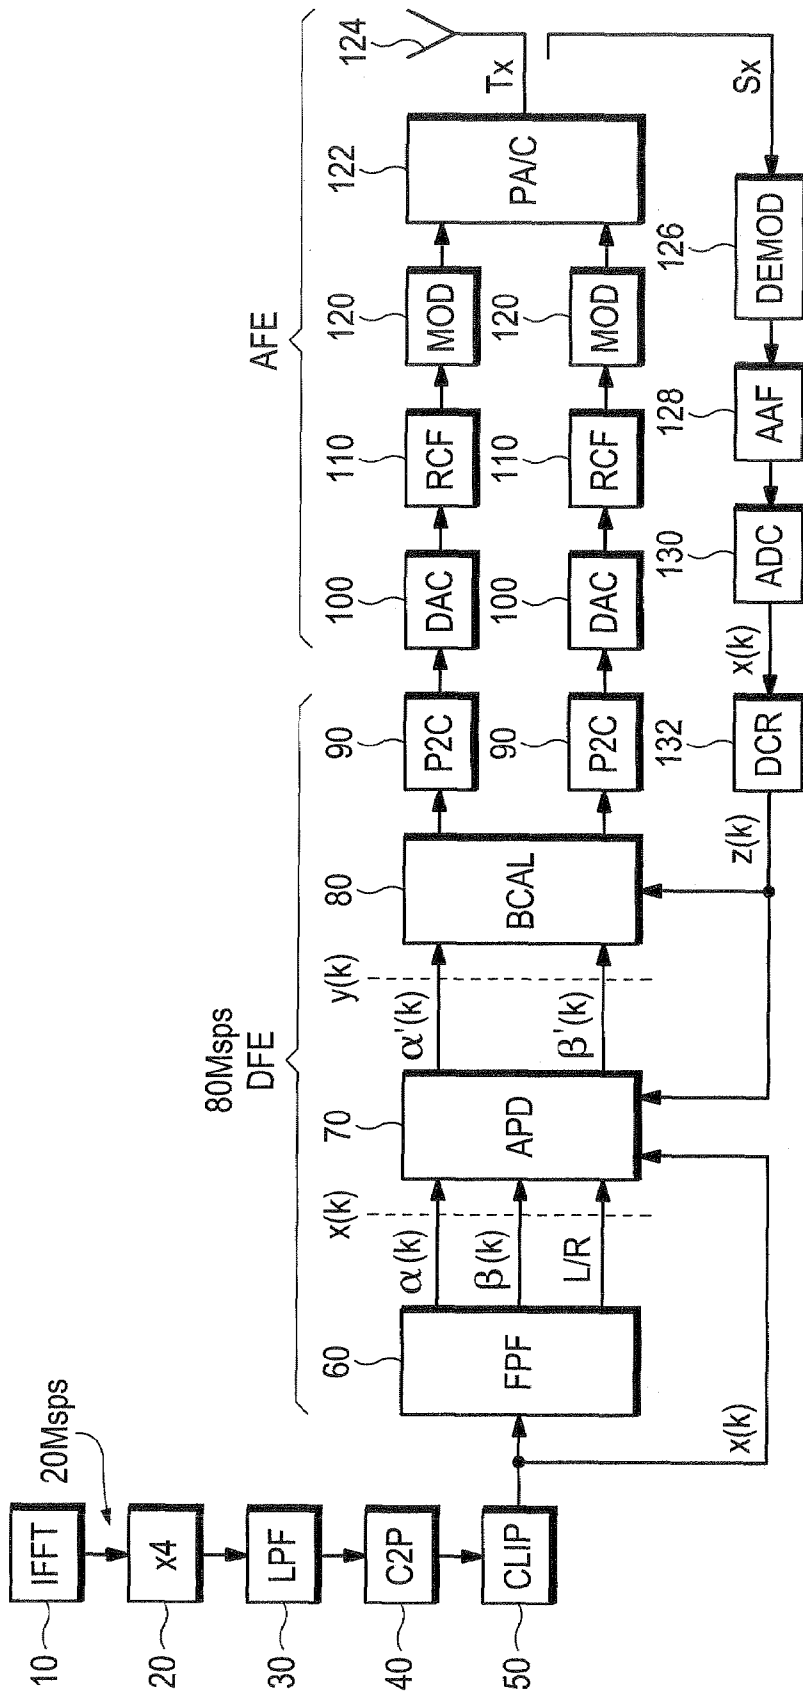 10
IFFT
20Msps
20
x4
30
LPF
40
C2P
50
CLIP
x(k)
80Msps
DFE
60
FPF
x(k)
α(k)
β(k)
L/R
70
APD
y(k)
α'(k)
β'(k)
80
BCAL
90
P2C
90
P2C
AFE
100
DAC
100
DAC
110
RCF
110
RCF
120
MOD
120
MOD
122
PA/C
Tx
124
Sx
126
DEMOD
128
AAF
130
ADC
x(k)
132
DCR
z(k)